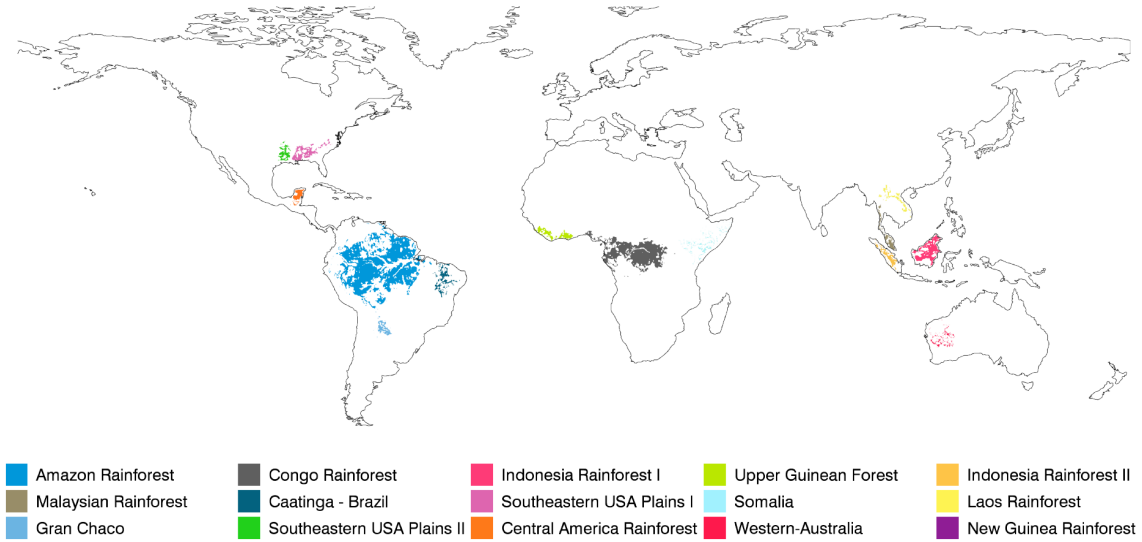 Amazon Rainforest Congo Rainforest Indonesia Rainforest I Upper Guinean Forest Indonesia Rainforest II
Malaysian Rainforest Caatinga - Brazil Southeastern USA Plains I Somalia Laos Rainforest
Gran Chaco Southeastern USA Plains II Central America Rainforest Western-Australia New Guinea Rainforest